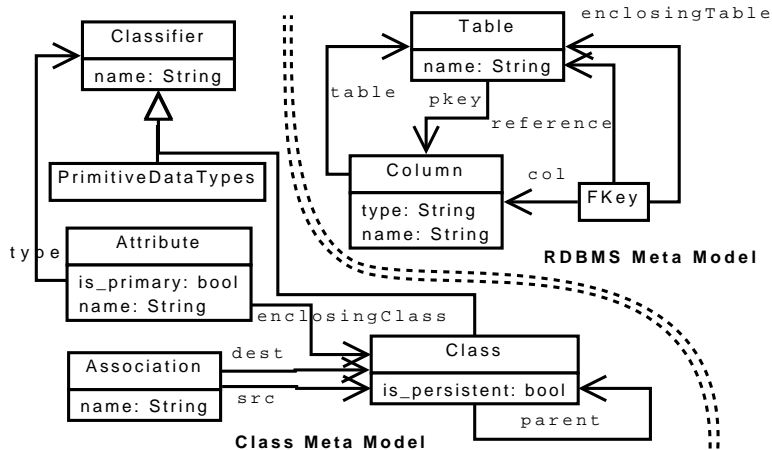 Classifier
name: String
PrimitiveDataTypes
type
Attribute
is_primary: bool
name: String
enclosingClass
Association
name: String
dest
src
Class
is_persistent: bool
parent
Class Meta Model
Table
name: String
enclosingTable
table
pkey
reference
Column
type: String
name: String
col
FKey
RDBMS Meta Model